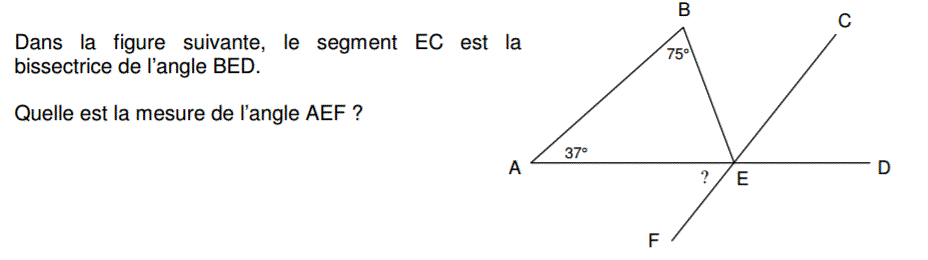 Dans la figure suivante, le segment EC est la
bissectrice de l'angle BED.
Quelle est la mesure de l'angle AEF ?
B
C
75°
37°
A
D
?
E
F